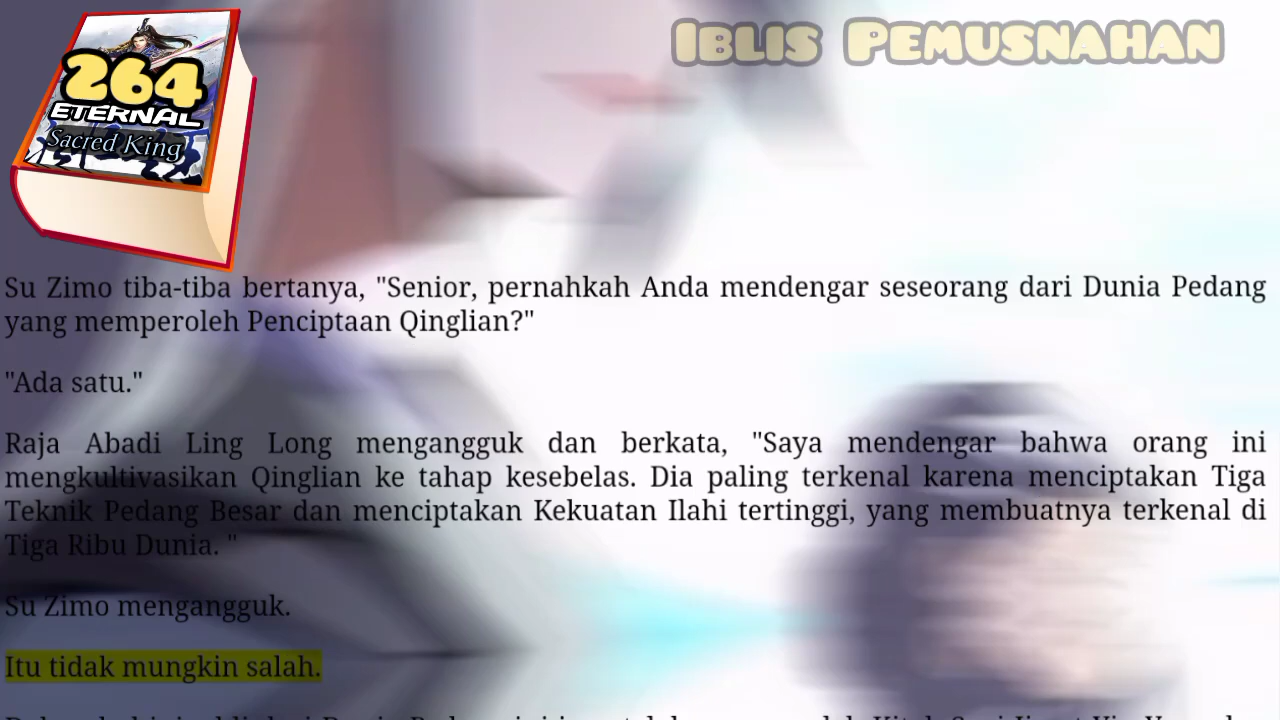 Iblis Pemusnahan
264
ETERNAL
Sacred King
Su Zimo tiba-tiba bertanya, "Senior, pernahkah Anda mendengar seseorang dari Dunia Pedang
yang memperoleh Penciptaan Qinglian?"
"Ada satu."
Raja Abadi Ling Long mengangguk dan berkata, "Saya mendengar bahwa orang ini
mengkultivasikan Qinglian ke tahap kesebelas. Dia paling terkenal karena menciptakan Tiga
Teknik Pedang Besar dan menciptakan Kekuatan Ilahi tertinggi, yang membuatnya terkenal di
Tiga Ribu Dunia. "
Su Zimo mengangguk.
Itu tidak mungkin salah.